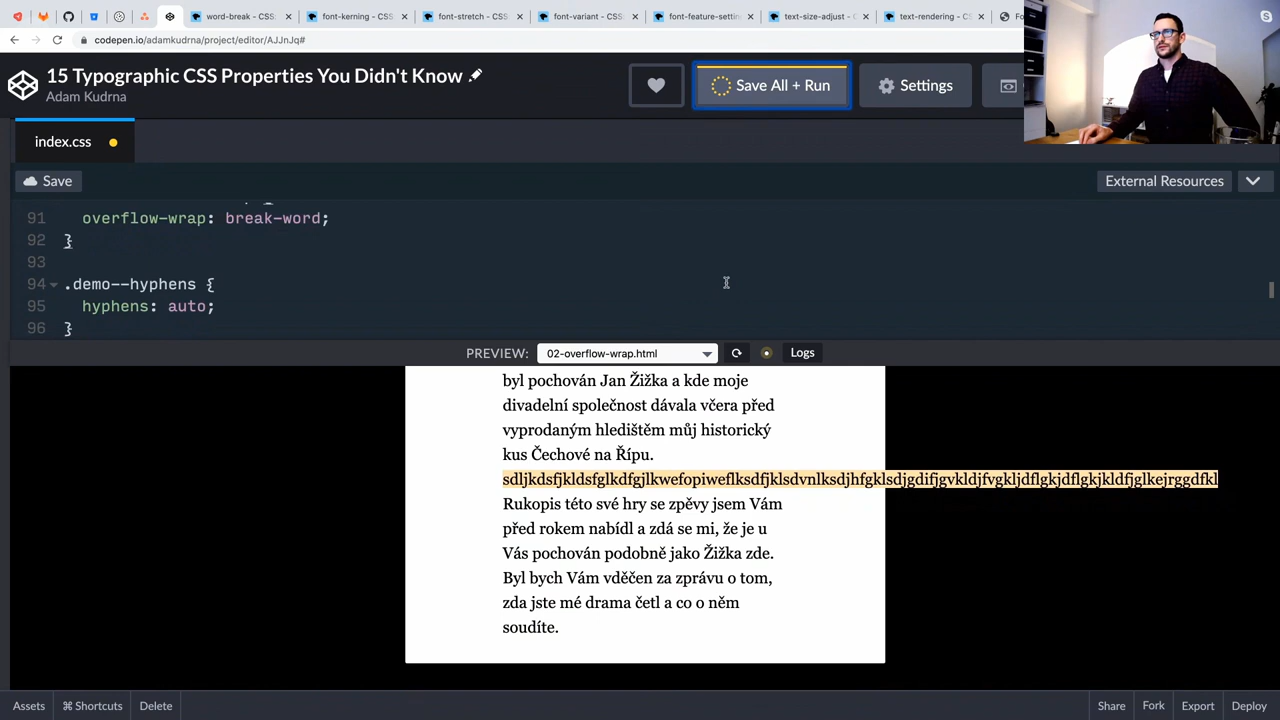 word-break - CSS:
font-kerning - CSS
font-stretch - CSS
font-variant - CSS:
font-feature-settin
text-size-adjust - C
text-rendering - CS
Fo
codepen.io/adamkudrna/project/editor/AJJnJq#
15 Typographic CSS Properties You Didn't Know
Adam Kudrna
Save All + Run
Settings
index.css
Save
External Resources
91 overflow-wrap: break-word;
92 }
93
94 .demo--hyphens {
95 hyphens: auto;
96 }
PREVIEW: 02-overflow-wrap.html Logs
byl pochován Jan Žižka a kde moje
divadelní společnost dávala včera před
vyprodaným hledištěm můj historický
kus Čechové na Řípu.
sdljkdsfjkldsfglkdfgjlkwefopiweflksdfjklsdvnlksdjhfgklsdjgdifjgvkldjfvgkljdflgkjdflgkjkldfjglkejrggdfkl
Rukopis této své hry se zpěvy jsem Vám
před rokem nabídl a zdá se mi, že je u
Vás pochován podobně jako Žižka zde.
Byl bych Vám vděčen za zprávu o tom,
zda jste mé drama četl a co o něm
soudíte.
Assets ⌘ Shortcuts Delete Share Fork Export Deploy